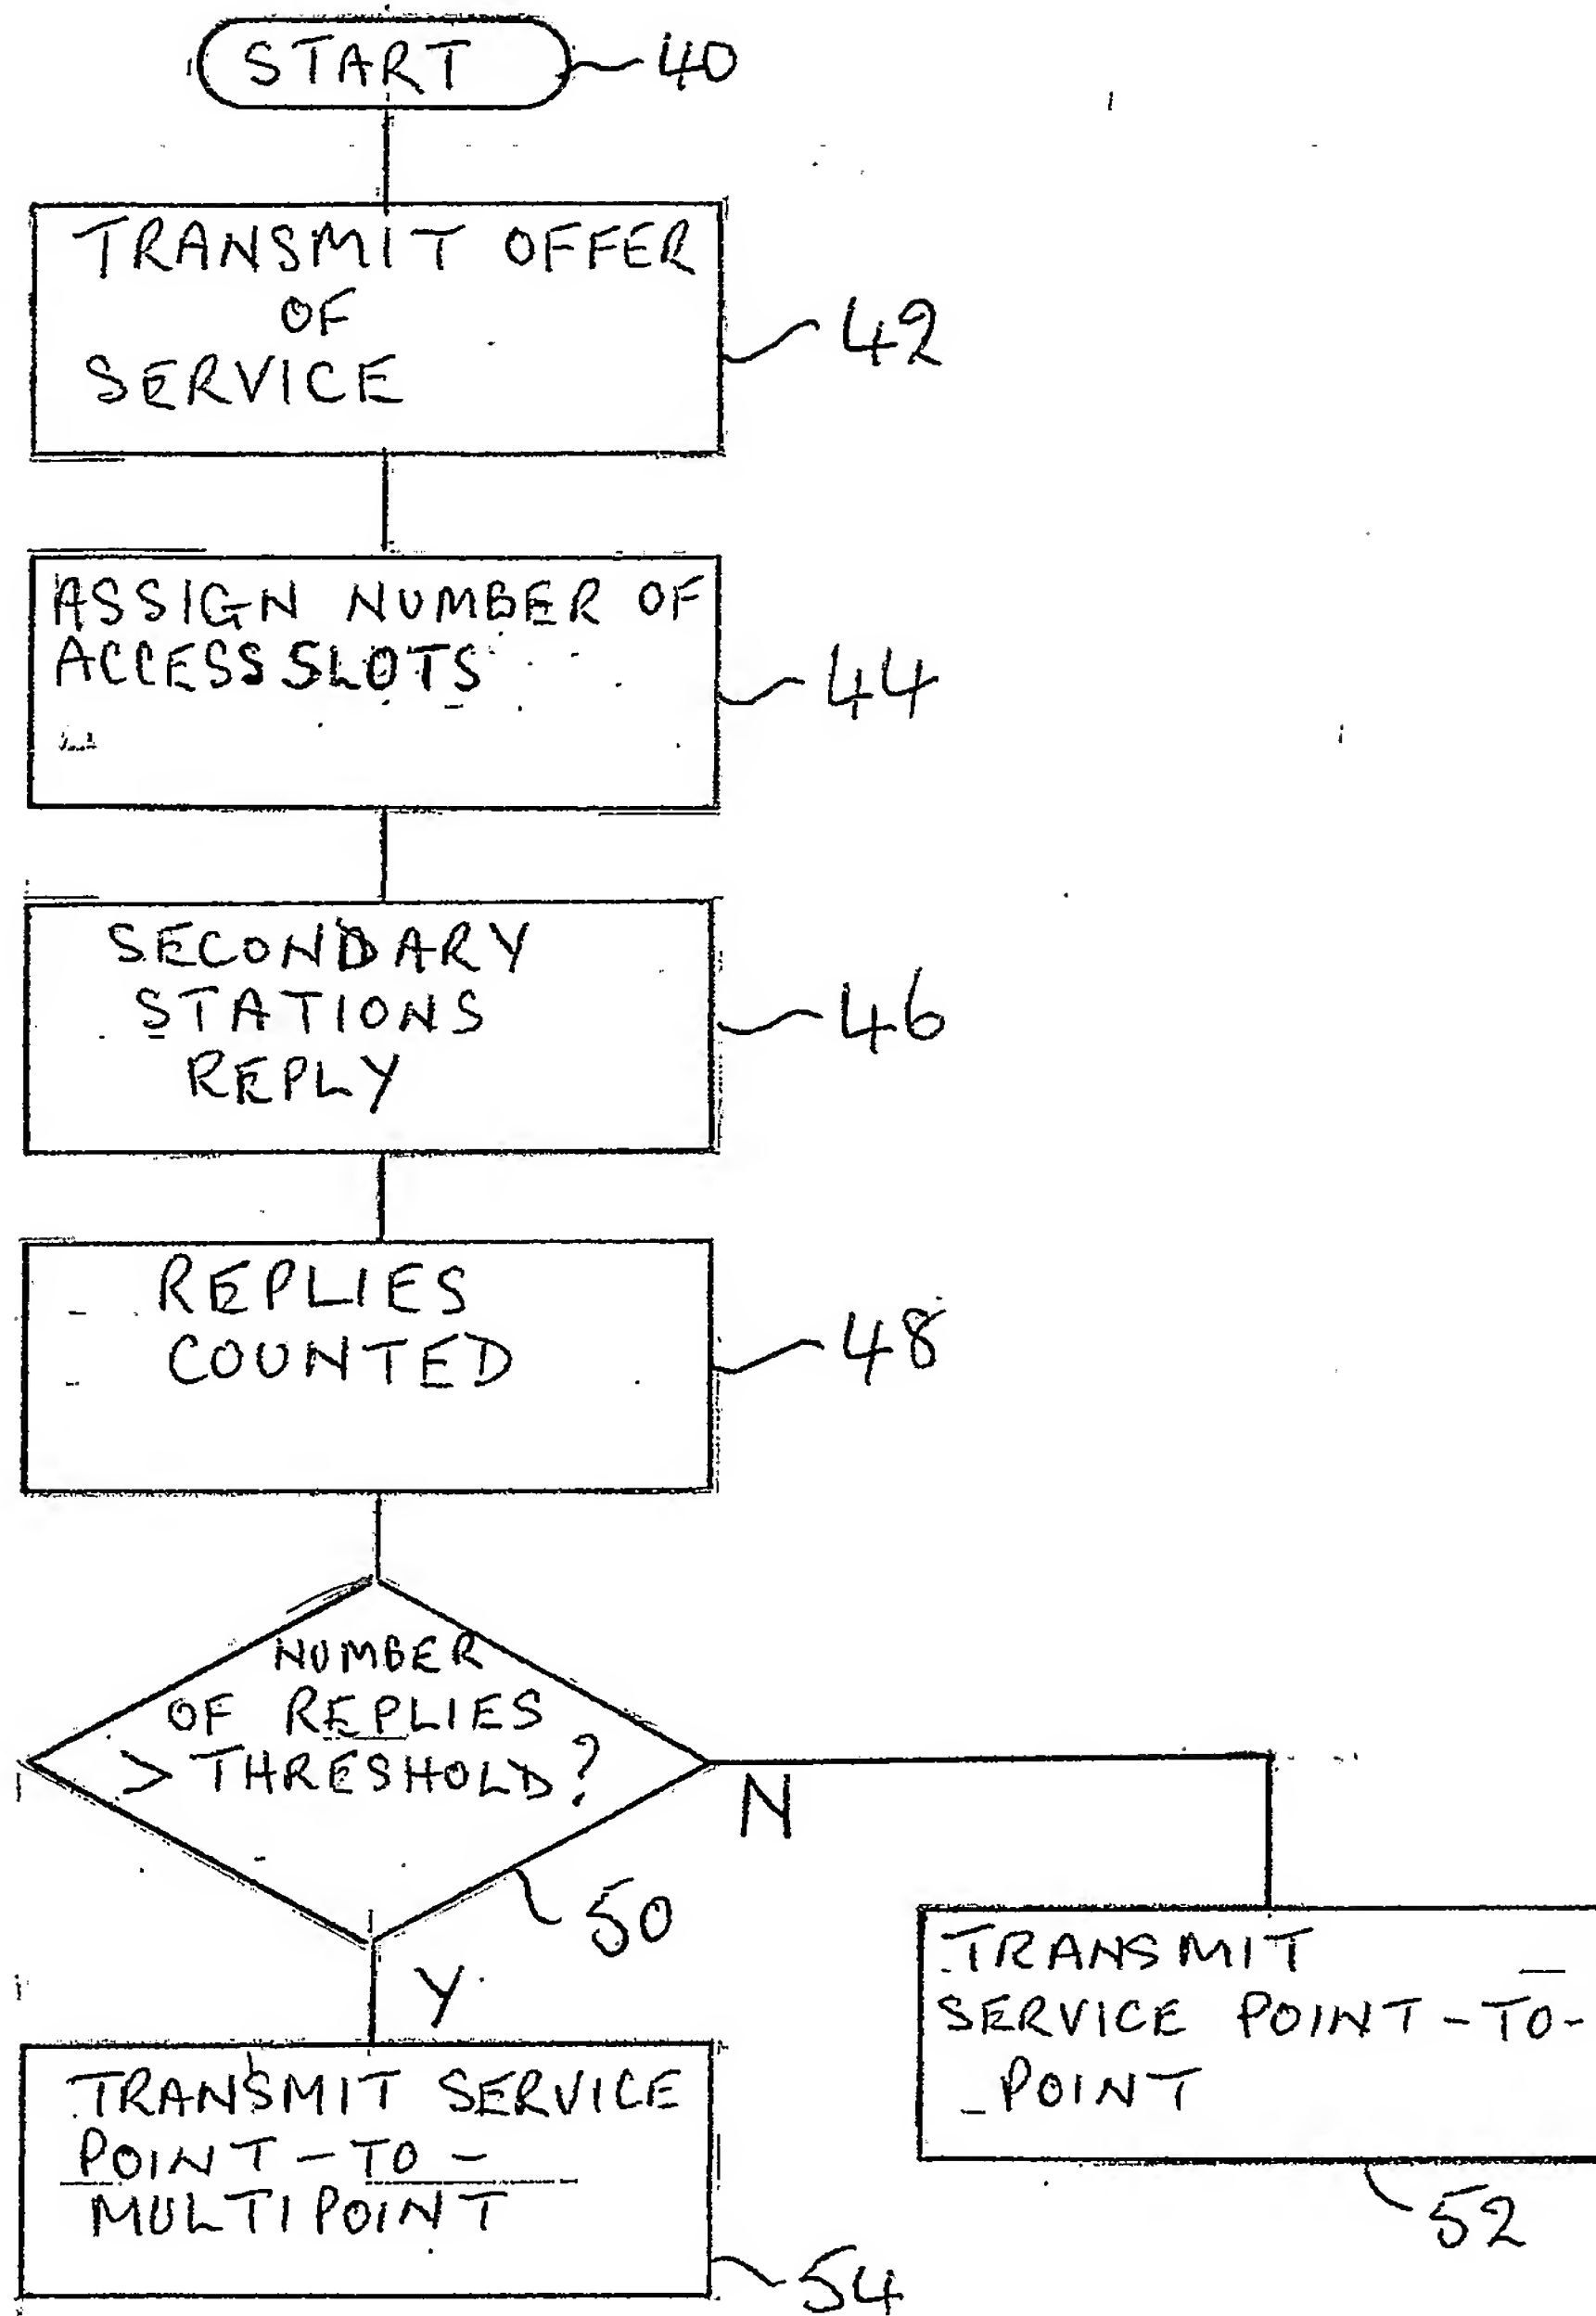 START
40
TRANSMIT OFFER
OF
SERVICE
42
ASSIGN NUMBER OF
ACCESS SLOTS
44
SECONDARY
STATIONS
REPLY
46
REPLIES
COUNTED
48
NUMBER
OF REPLIES
> THRESHOLD?
N
50
Y
TRANSMIT
SERVICE POINT-TO-
POINT
52
TRANSMIT SERVICE
POINT-TO-
MULTIPOINT
54